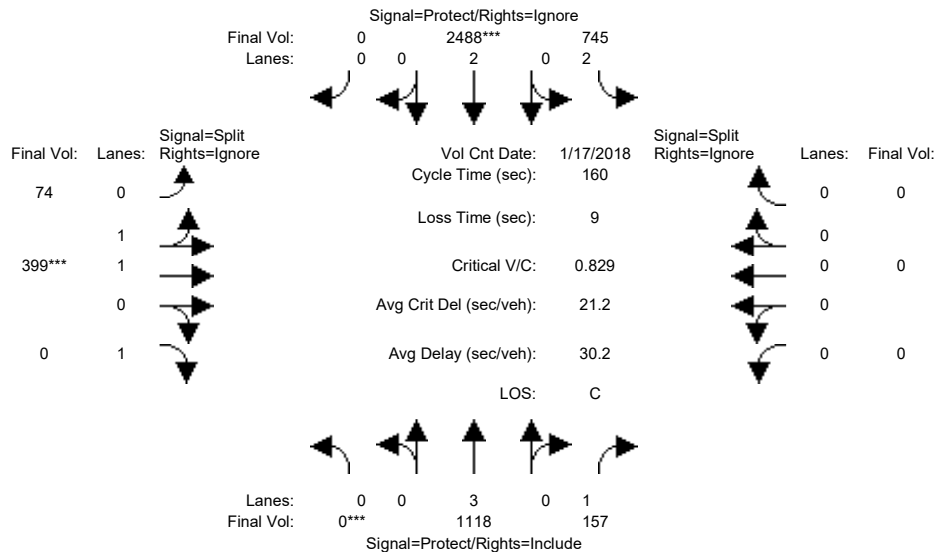 Signal=Protect/Rights=Ignore
Final Vol: 0 2488*** 745
Lanes: 0 0 2 0 2
Signal=Split
Final Vol: Lanes: Rights=Ignore
Vol Cnt Date: 1/17/2018
Signal=Split
Rights=Ignore Lanes: Final Vol:
Cycle Time (sec): 160
74 0
0 0
Loss Time (sec): 9
1
0
399*** 1
Critical V/C: 0.829
0 0
0
Avg Crit Del (sec/veh): 21.2
0
0 1
Avg Delay (sec/veh): 30.2
0 0
LOS: C
Lanes: 0 0 3 0 1
Final Vol: 0*** 1118 157
Signal=Protect/Rights=Include